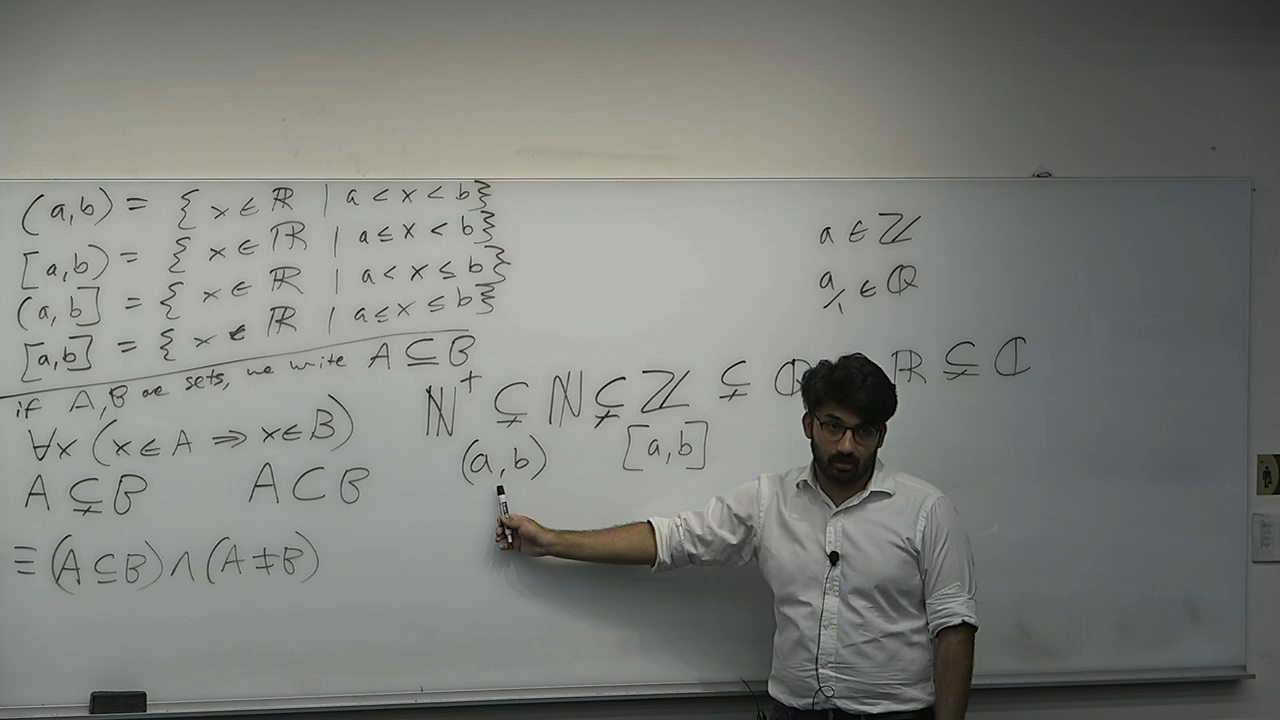 (a,b) = { x ∈ ℝ | a < x < b}
[a,b) = { x ∈ ℝ | a ≤ x < b}
(a,b] = { x ∈ ℝ | a < x ≤ b}
[a,b] = { x ∈ ℝ | a ≤ x ≤ b}
if A,B are sets, we write A ⊆ B
∀x (x ∈ A ⇒ x ∈ B)
A ⊊ B A ⊂ B
≡ (A ⊆ B) ∧ (A ≠ B)
a ∈ ℤ
a/1 ∈ ℚ
ℕ⁺ ⊊ ℕ ⊊ ℤ ⊊ ℚ ℝ ⊊ ℂ
(a,b) [a,b]